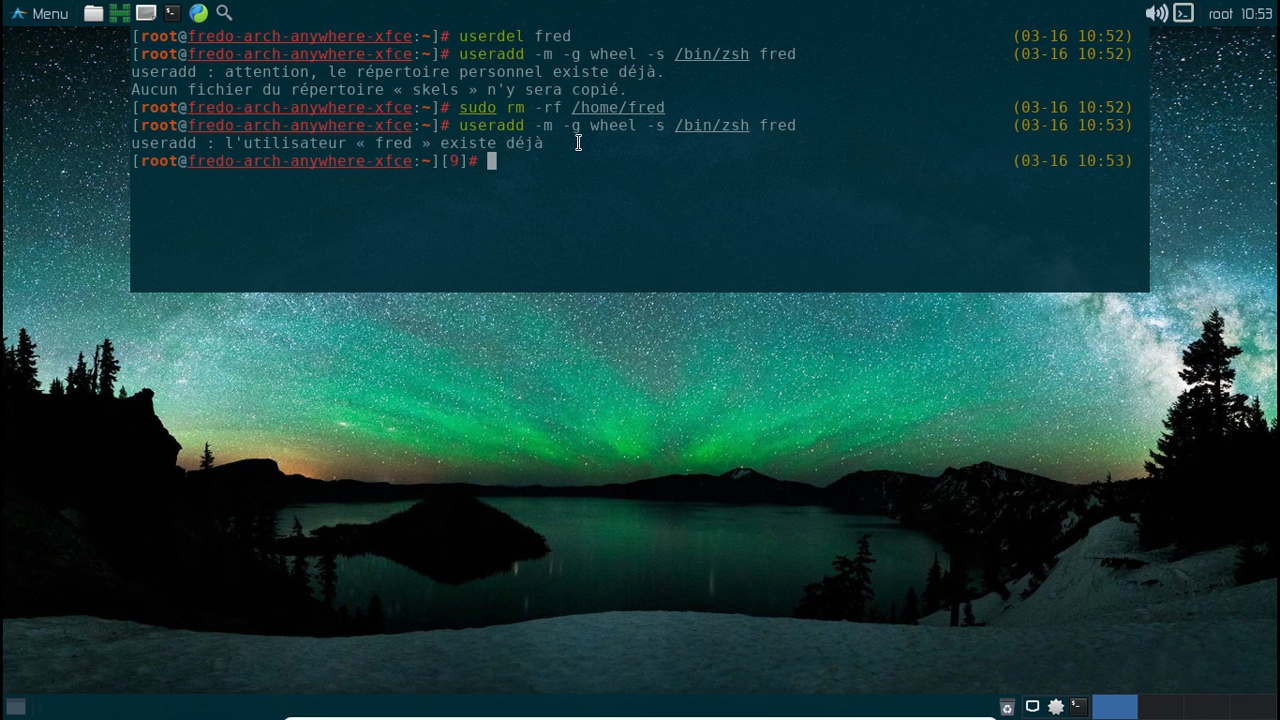 Menu
root 10:53
[root@fredo-arch-anywhere-xfce:~]# userdel fred (03-16 10:52)
[root@fredo-arch-anywhere-xfce:~]# useradd -m -g wheel -s /bin/zsh fred (03-16 10:52)
useradd : attention, le répertoire personnel existe déjà.
Aucun fichier du répertoire « skels » n'y sera copié.
[root@fredo-arch-anywhere-xfce:~]# sudo rm -rf /home/fred (03-16 10:52)
[root@fredo-arch-anywhere-xfce:~]# useradd -m -g wheel -s /bin/zsh fred (03-16 10:53)
useradd : l'utilisateur « fred » existe déjà
[root@fredo-arch-anywhere-xfce:~][9]# (03-16 10:53)